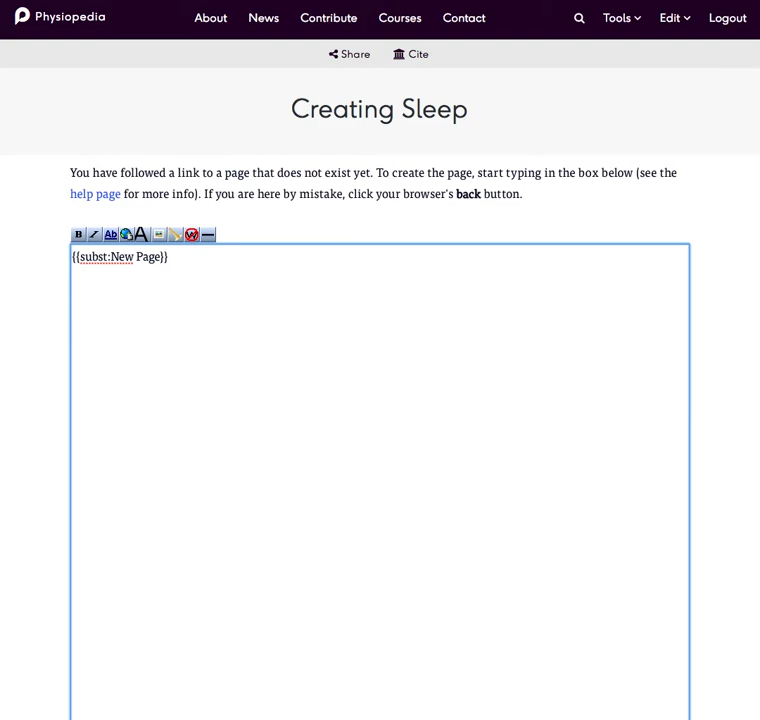 Physiopedia About News Contribute Courses Contact Tools Edit Logout
Share Cite
Creating Sleep
You have followed a link to a page that does not exist yet. To create the page, start typing in the box below (see the
help page for more info). If you are here by mistake, click your browser's back button.
B I Ab A W
{{subst:New Page}}